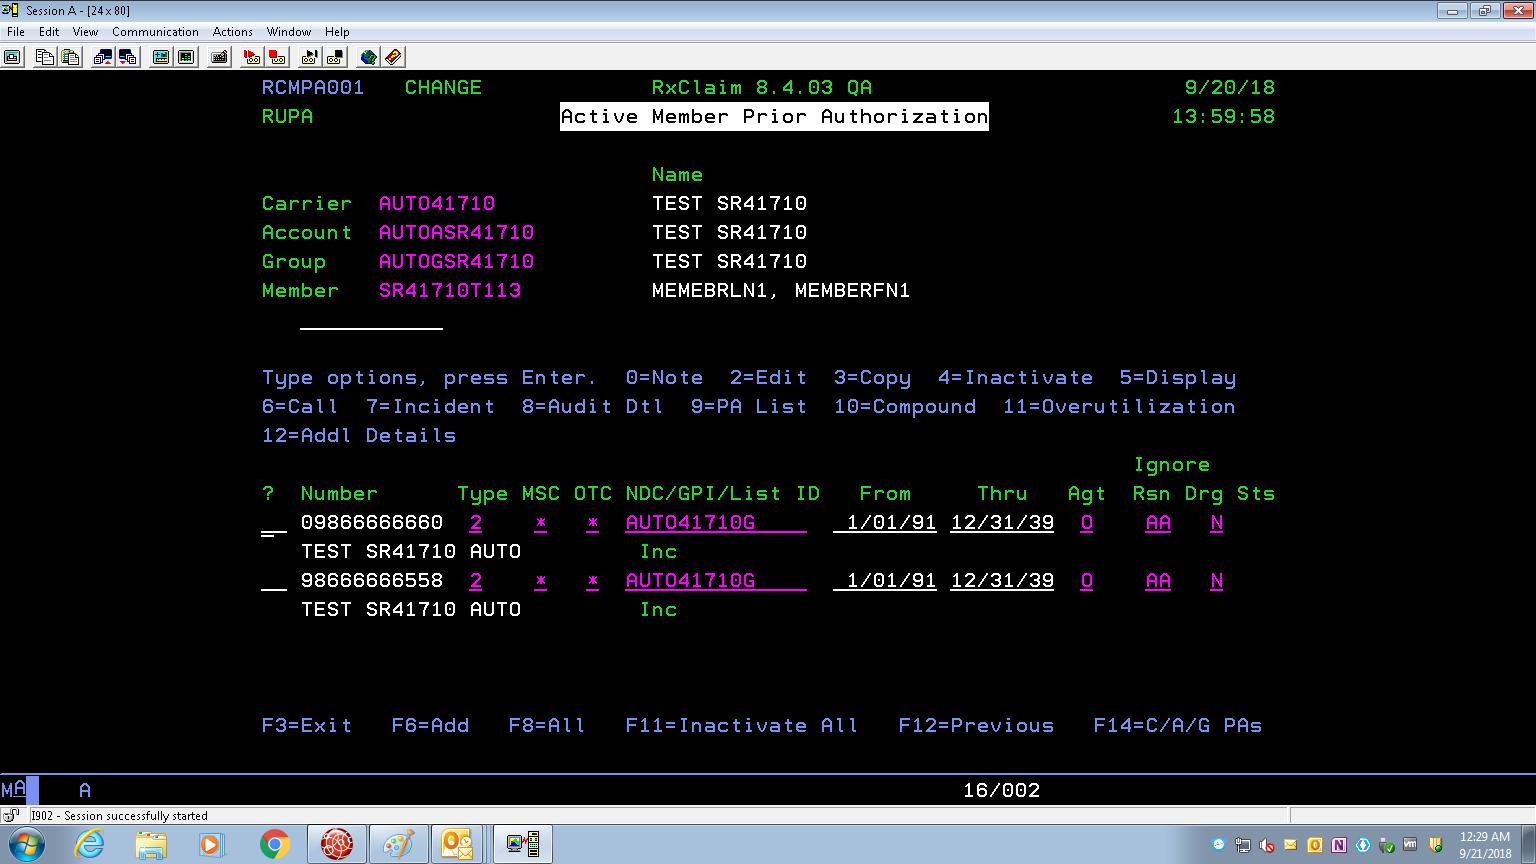 Session A - [24 x 80]
File Edit View Communication Actions Window Help
RCMPA001 CHANGE RxClaim 8.4.03 QA 9/20/18
RUPA Active Member Prior Authorization 13:59:58
Name
Carrier AUTO41710 TEST SR41710
Account AUTOASR41710 TEST SR41710
Group AUTOGSR41710 TEST SR41710
Member SR41710T113 MEMEBRLN1, MEMBERFN1
Type options, press Enter. 0=Note 2=Edit 3=Copy 4=Inactivate 5=Display
6=Call 7=Incident 8=Audit Dtl 9=PA List 10=Compound 11=Overutilization
12=Addl Details
Ignore
? Number Type MSC OTC NDC/GPI/List ID From Thru Agt Rsn Drg Sts
09866666660 2 * * AUTO41710G 1/01/91 12/31/39 O AA N
TEST SR41710 AUTO Inc
98666666558 2 * * AUTO41710G 1/01/91 12/31/39 O AA N
TEST SR41710 AUTO Inc
F3=Exit F6=Add F8=All F11=Inactivate All F12=Previous F14=C/A/G PAs
MA A 16/002
I902 - Session successfully started
12:29 AM
9/21/2018